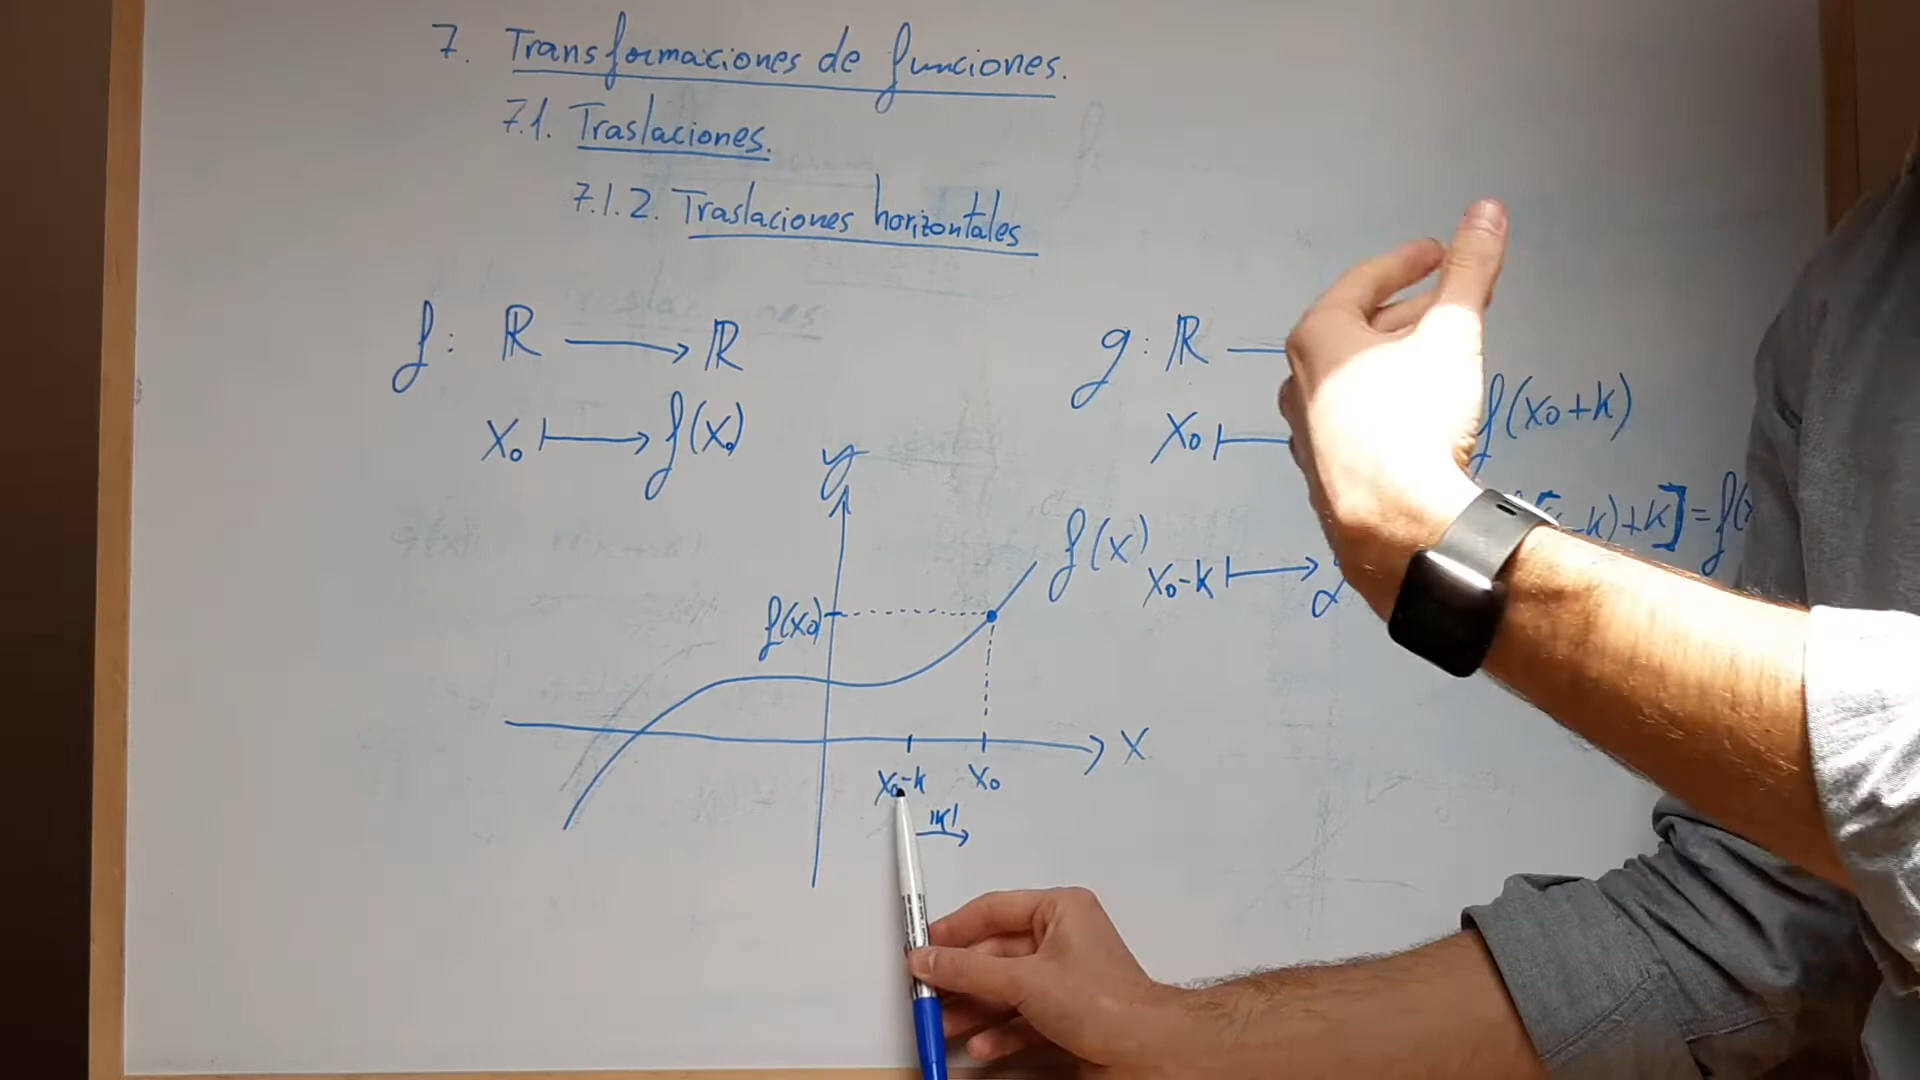 7. Transformaciones de funciones.
7.1. Traslaciones.
7.1.2. Traslaciones horizontales
f: ℝ → ℝ
x₀ ↦ f(x₀)
g: ℝ
x₀ ↦ f(x₀+k)
-k)+k]=f(x
x₀-k ↦
y
f(x)
f(x₀)
x
x₀-k x₀
|k|